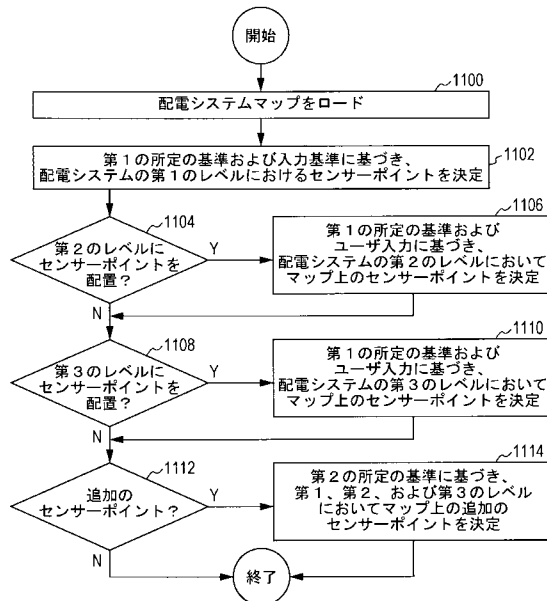 開始
1100
配電システムマップをロード
1102
第1の所定の基準および入力基準に基づき、
配電システムの第1のレベルにおけるセンサーポイントを決定
1104
第2のレベルに
センサーポイントを
配置？
Y
N
1106
第1の所定の基準および
ユーザ入力に基づき、
配電システムの第2のレベルにおいて
マップ上のセンサーポイントを決定
1108
第3のレベルに
センサーポイントを
配置？
Y
N
1110
第1の所定の基準および
ユーザ入力に基づき、
配電システムの第3のレベルにおいて
マップ上のセンサーポイントを決定
1112
追加の
センサーポイント？
Y
N
1114
第2の所定の基準に基づき、
第1、第2、および第3のレベル
においてマップ上の追加の
センサーポイントを決定
終了